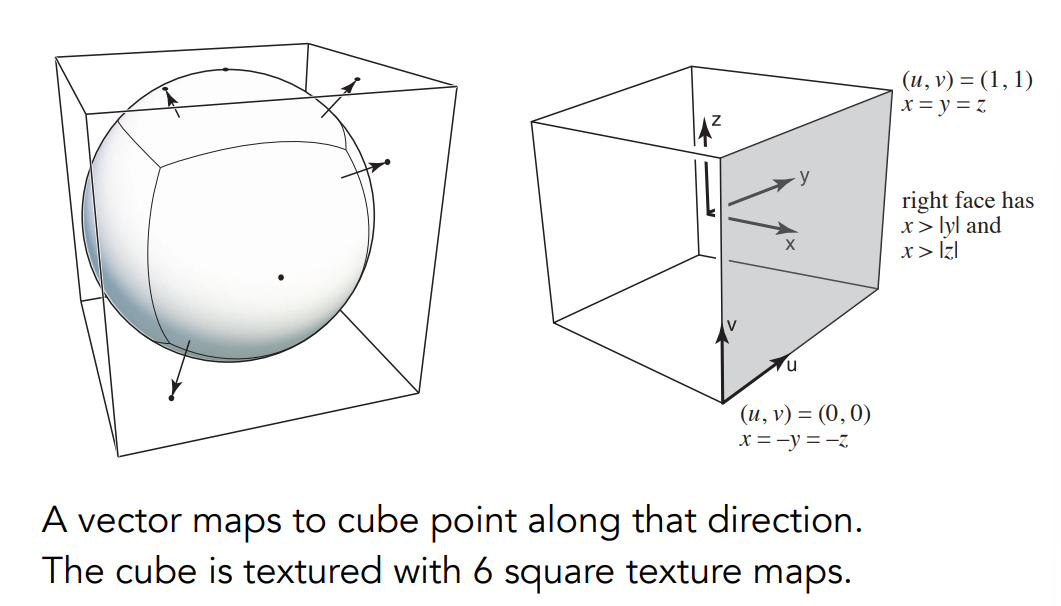 (u, v) = (1, 1)
x = y = z
z
y
x
right face has
x > |y| and
x > |z|
v
u
(u, v) = (0, 0)
x = –y = –z
A vector maps to cube point along that direction.
The cube is textured with 6 square texture maps.